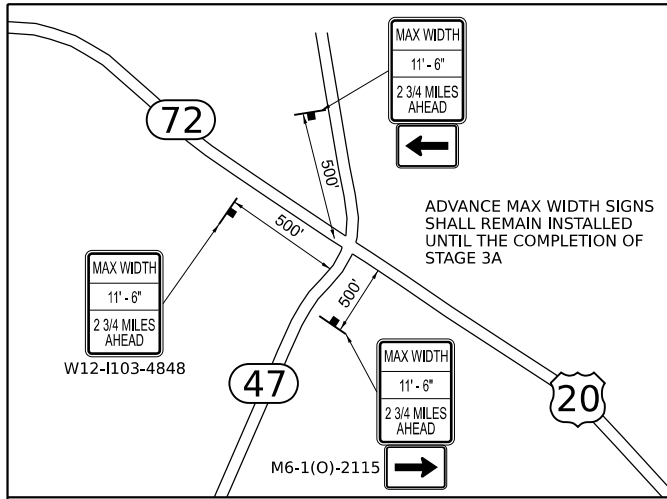 MAX WIDTH
11' - 6"
2 3/4 MILES
AHEAD
72
500'
ADVANCE MAX WIDTH SIGNS
SHALL REMAIN INSTALLED
UNTIL THE COMPLETION OF
STAGE 3A
500'
MAX WIDTH
11' - 6"
2 3/4 MILES
AHEAD
W12-I103-4848
500'
47
MAX WIDTH
11' - 6"
2 3/4 MILES
AHEAD
20
M6-1(O)-2115